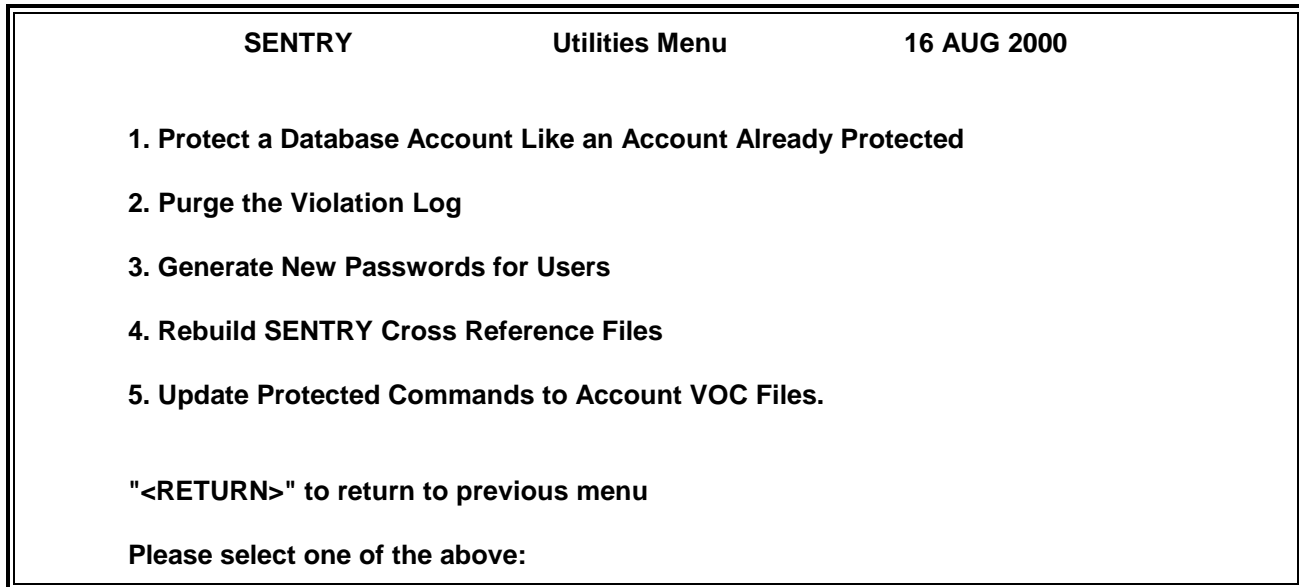 SENTRY Utilities Menu 16 AUG 2000
1. Protect a Database Account Like an Account Already Protected
2. Purge the Violation Log
3. Generate New Passwords for Users
4. Rebuild SENTRY Cross Reference Files
5. Update Protected Commands to Account VOC Files.
"<RETURN>" to return to previous menu
Please select one of the above: